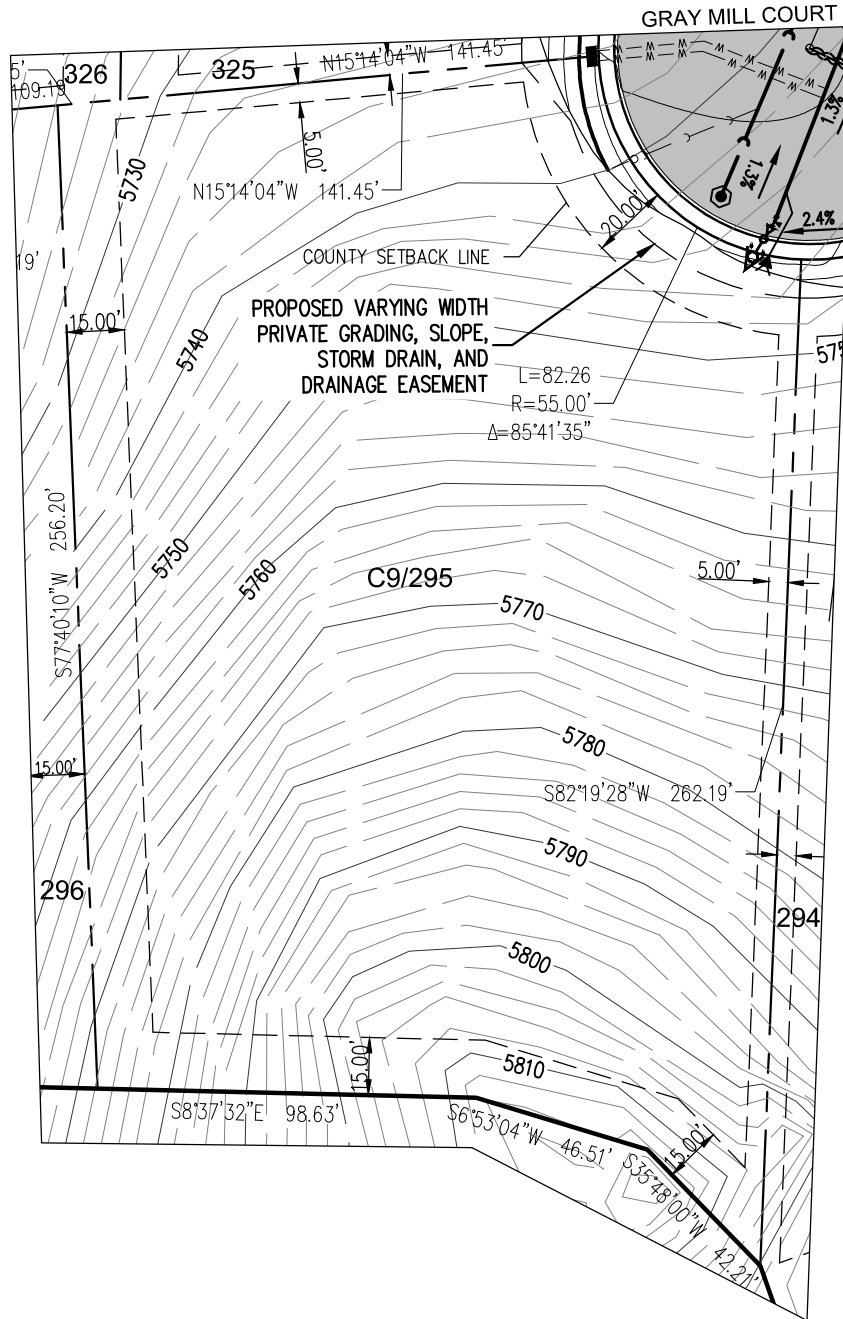 GRAY MILL COURT
5'
109.19'
326
325
N15°14'04"W 141.45'
W W W W W W W W
5.00'
1.3%
1.3%
5730
N15°14'04"W 141.45'
20.00'
2.4%
19'
COUNTY SETBACK LINE
PROPOSED VARYING WIDTH
PRIVATE GRADING, SLOPE,
STORM DRAIN, AND
DRAINAGE EASEMENT
15.00'
5740
575
L=82.26
R=55.00'
Δ=85°41'35"
S77°40'10"W 256.20'
5750
5760
C9/295
5.00'
5770
5780
15.00'
S82°19'28"W 262.19'
5790
296
294
5800
15.00'
5810
S8°37'32"E 98.63'
S6°53'04"W 46.51'
15.00'
S35°48'00"W 42.21'